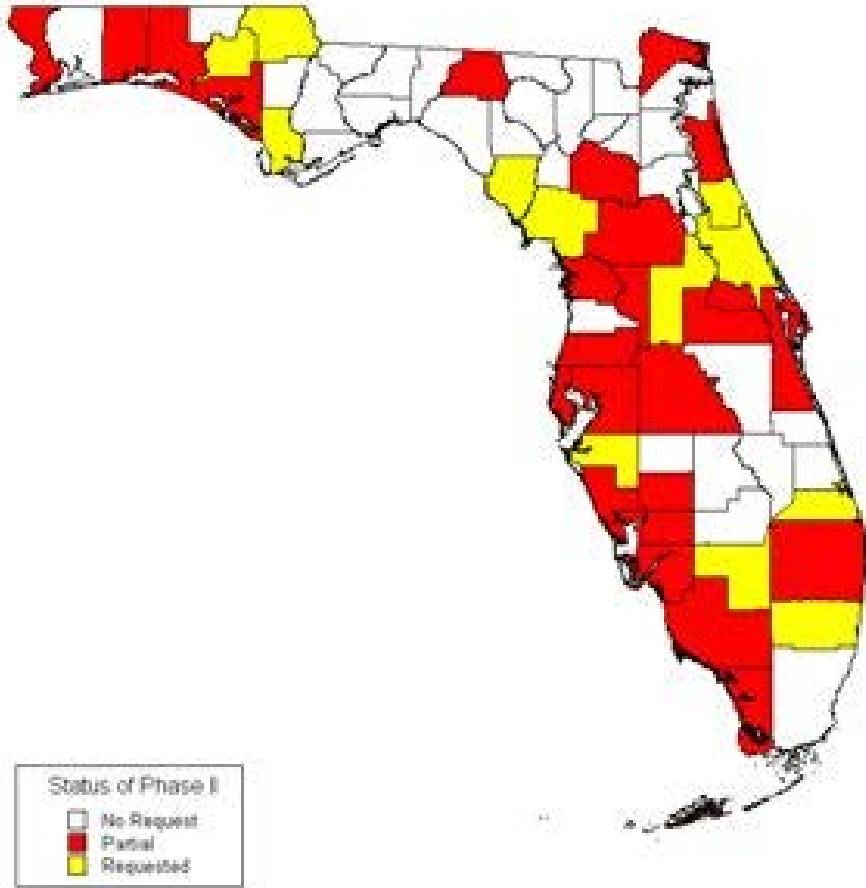 Status of Phase II
No Request
Partial
Requested